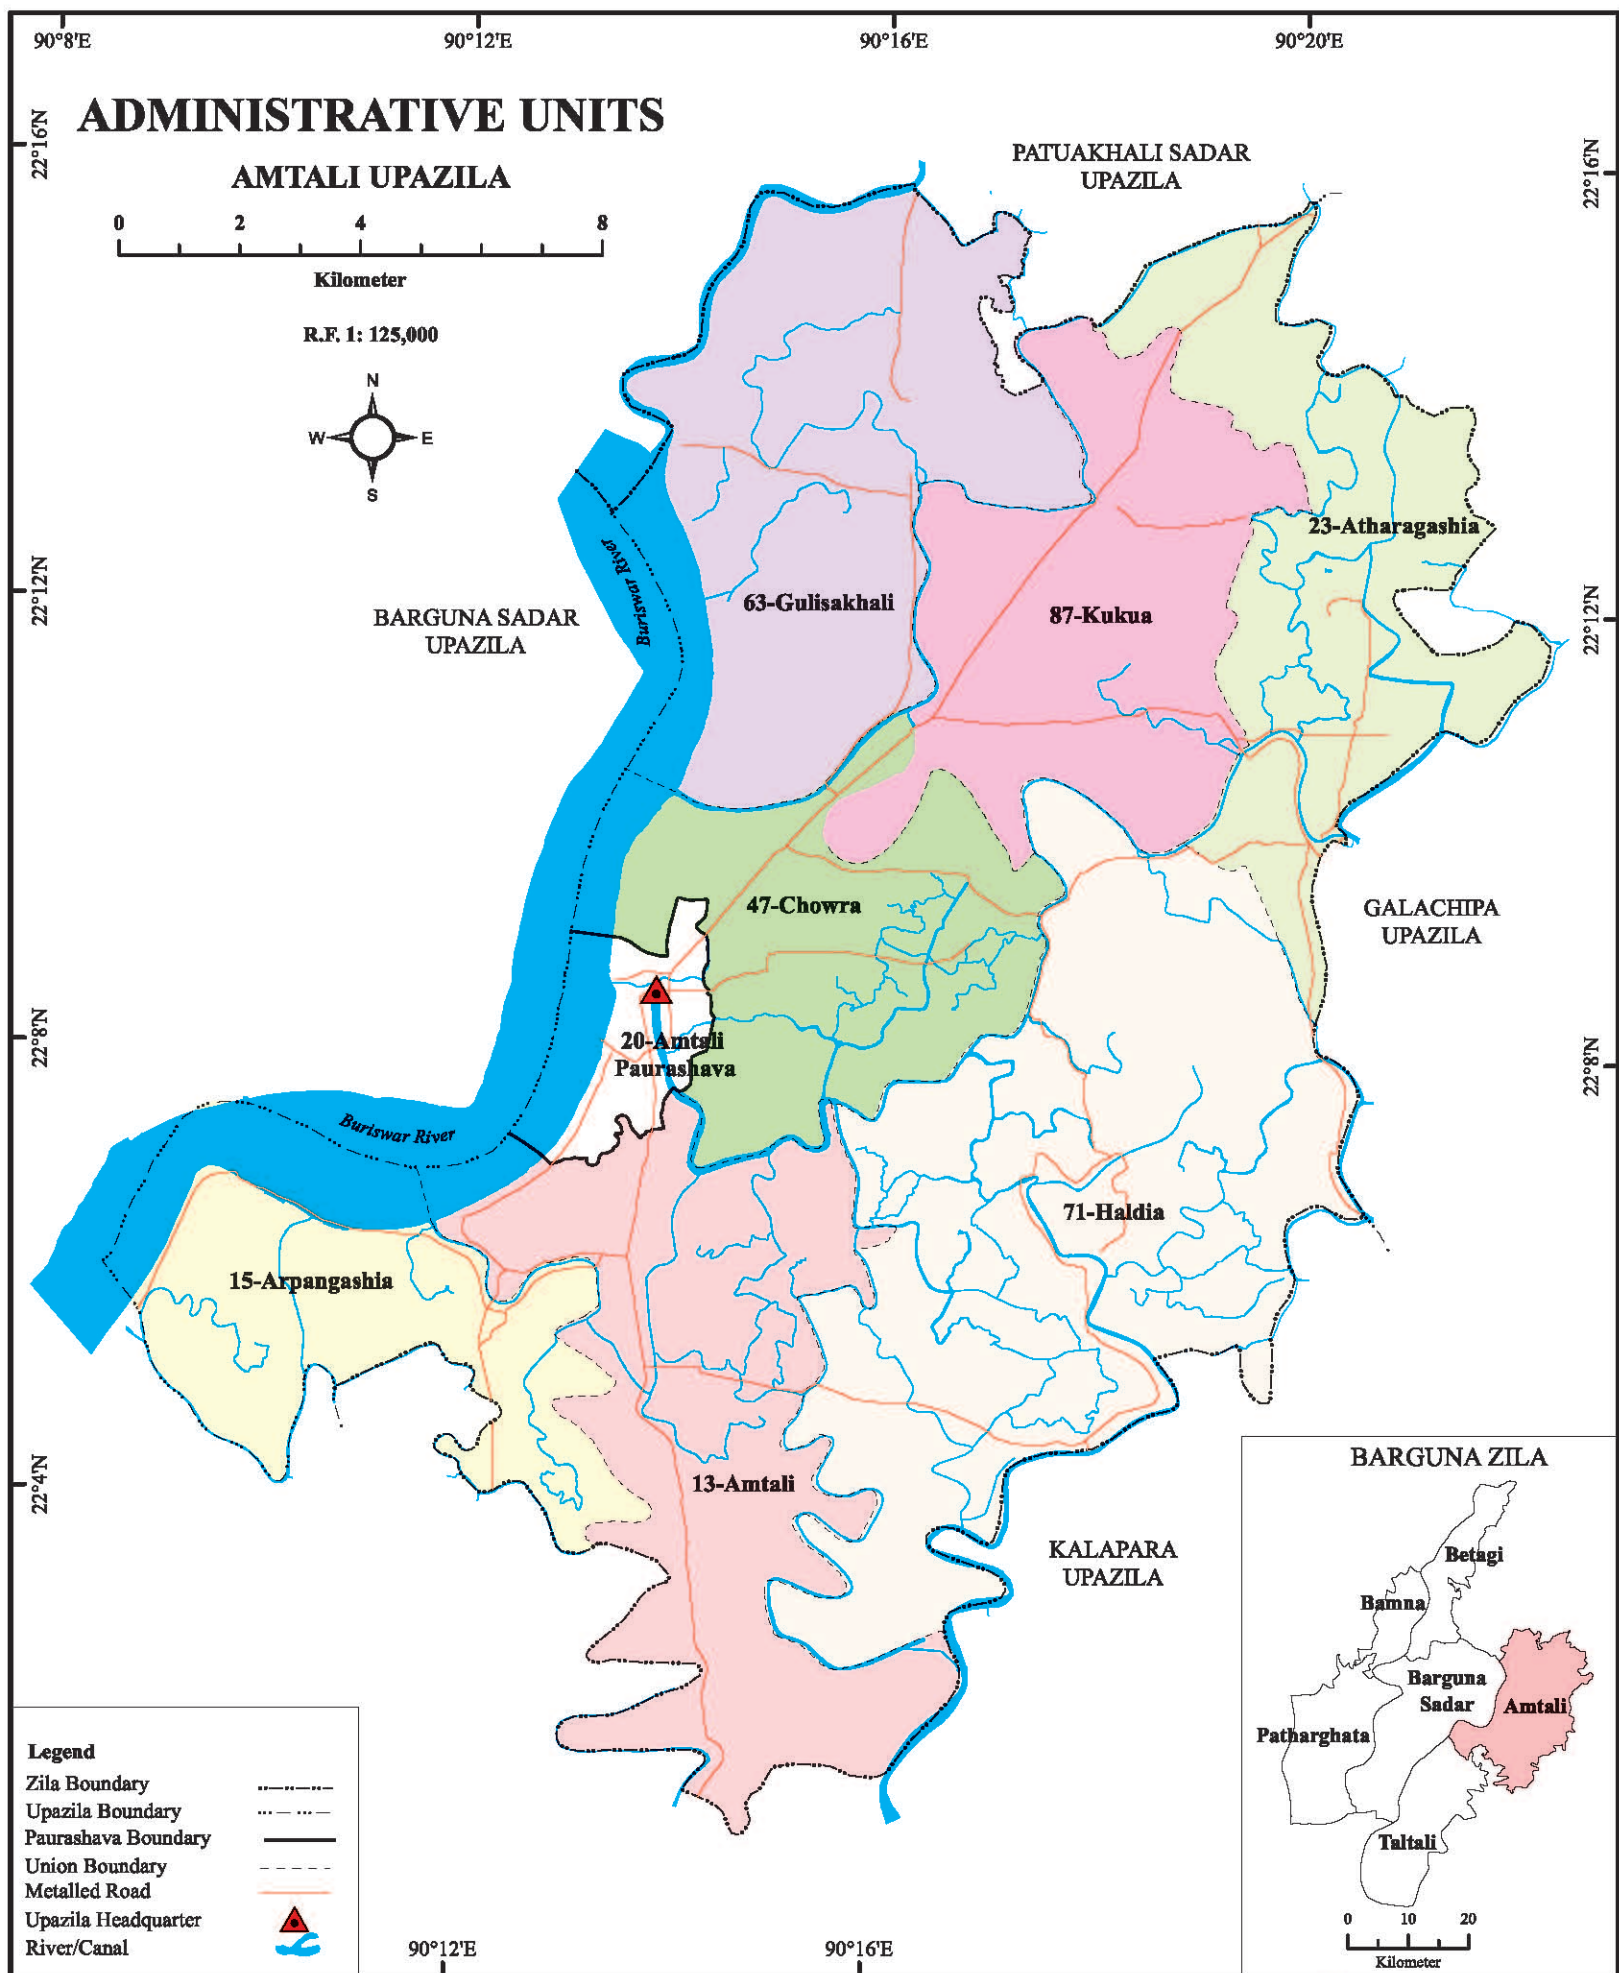 90°8'E
90°12'E
90°16'E
90°20'E
ADMINISTRATIVE UNITS
AMTALI UPAZILA
22°16'N
22°16'N
PATUAKHALI SADAR
UPAZILA
0 2 4 6 8
Kilometer
R.F. 1: 125,000
N
W E
S
23-Atharagashia
Buriswar River
22°12'N
22°12'N
BARGUNA SADAR
UPAZILA
63-Gulisakhali
87-Kukua
47-Chowra
GALACHIPA
UPAZILA
22°8'N
22°8'N
20-Amtali
Paurashava
Buriswar River
71-Haldia
15-Arpangashia
22°4'N
13-Amtali
KALAPARA
UPAZILA
BARGUNA ZILA
Betagi
Bamna
Barguna
Sadar
Amtali
Patharghata
Taltali
0 10 20
Kilometer
Legend
Zila Boundary
Upazila Boundary
Paurashava Boundary
Union Boundary
Metalled Road
Upazila Headquarter
River/Canal
90°12'E
90°16'E